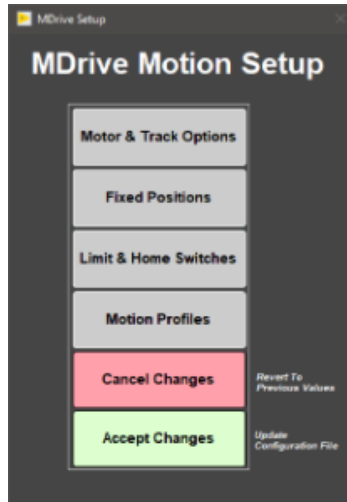 MDrive Setup
MDrive Motion Setup
Motor & Track Options
Fixed Positions
Limit & Home Switches
Motion Profiles
Cancel Changes
Revert To
Previous Values
Accept Changes
Update
Configuration File